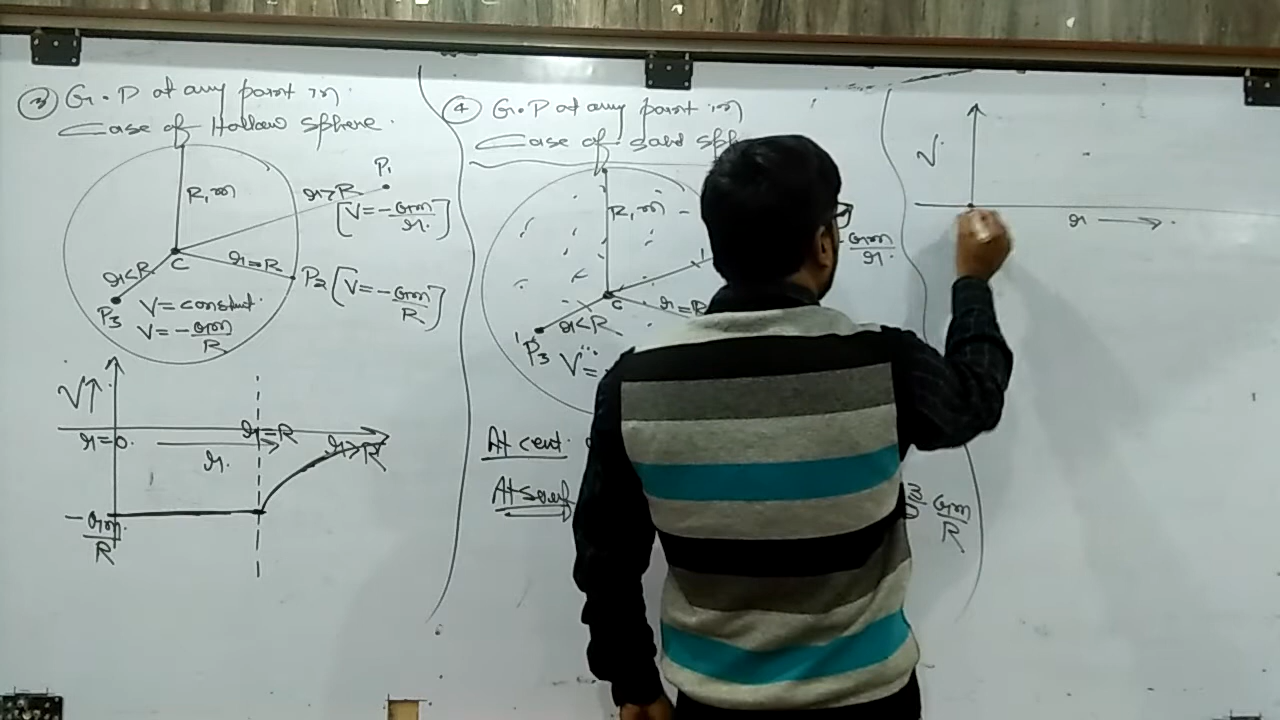 ③ G.P at any point in
Case of Hollow sphere.
R, m
r>R
P₁
[V = -Gm/r.]
C
r=R
P₂ [V = -Gm/R]
r<R
P₃
V = constant.
V = -Gm/R
V↑
r=0.
r=R
r.
r>R
-Gm/R
④ G.P at any point in
Case of solid sph
R, m
C
Gm/r.
r=R
r<R
P₃
V =
At cent.
At surf
Gm/R
V.
r